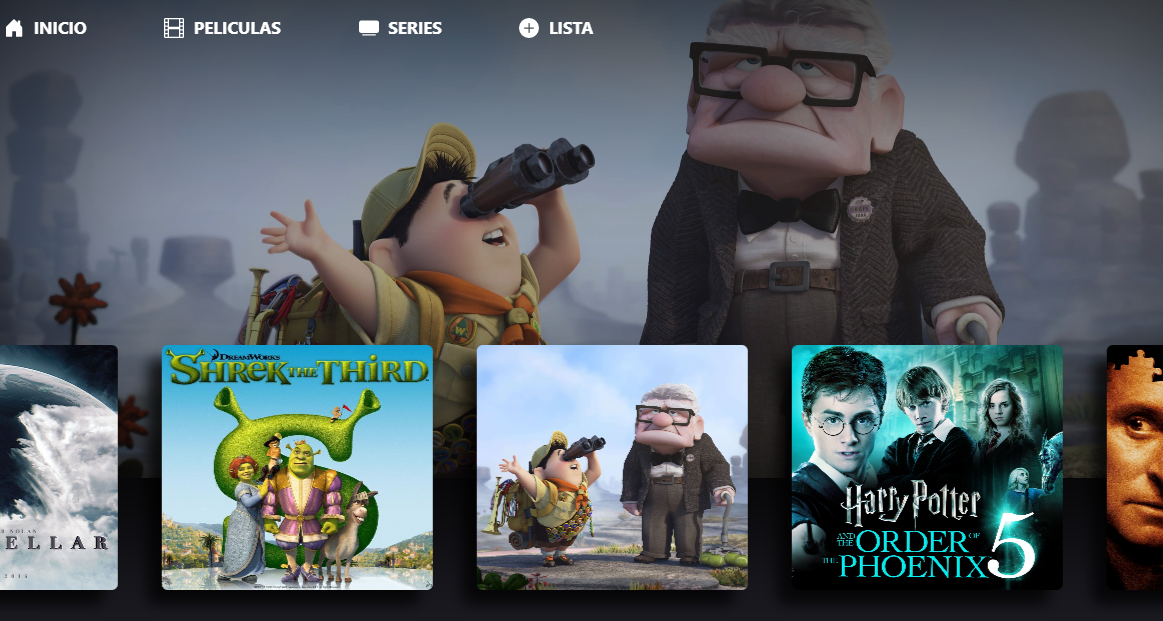 INICIO
PELICULAS
SERIES
LISTA
ELLAR
DREAMWORKS
SHREK THE THIRD
HARRY POTTER
AND THE ORDER OF
THE PHOENIX 5